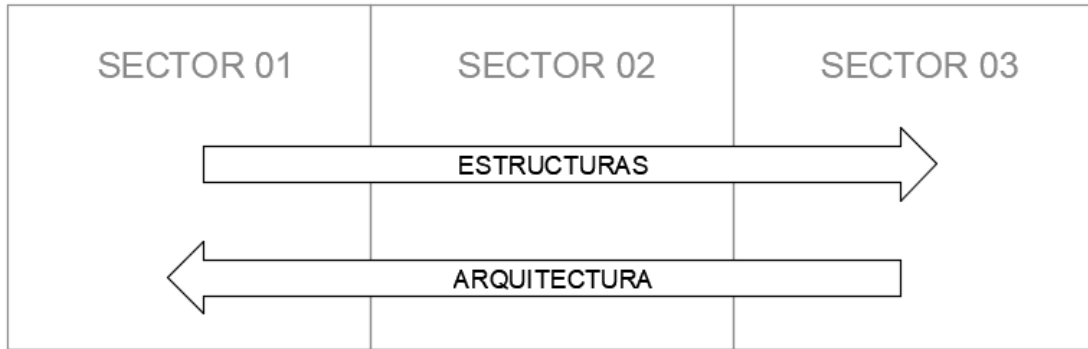 SECTOR 01 SECTOR 02 SECTOR 03
ESTRUCTURAS
ARQUITECTURA